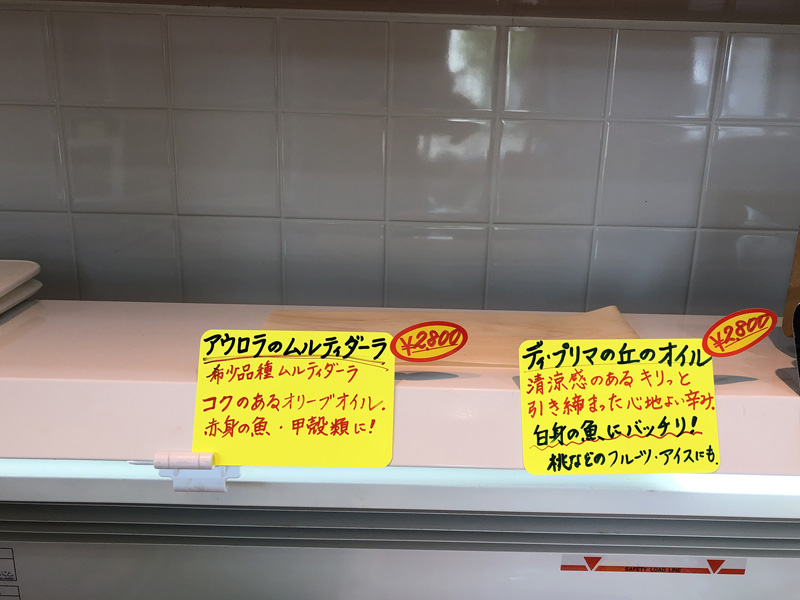 アウロラのムルティダーラ
¥2800
希少品種ムルティダーラ
コクのあるオリーブオイル.
赤身の魚・甲殻類に!
ディ・プリマの丘のオイル
¥2800
清涼感のあるキリっと
引き締まった心地よい辛み.
白身の魚にバッチリ!
桃などのフルーツ・アイスにも.
SAFETY LOAD LINE